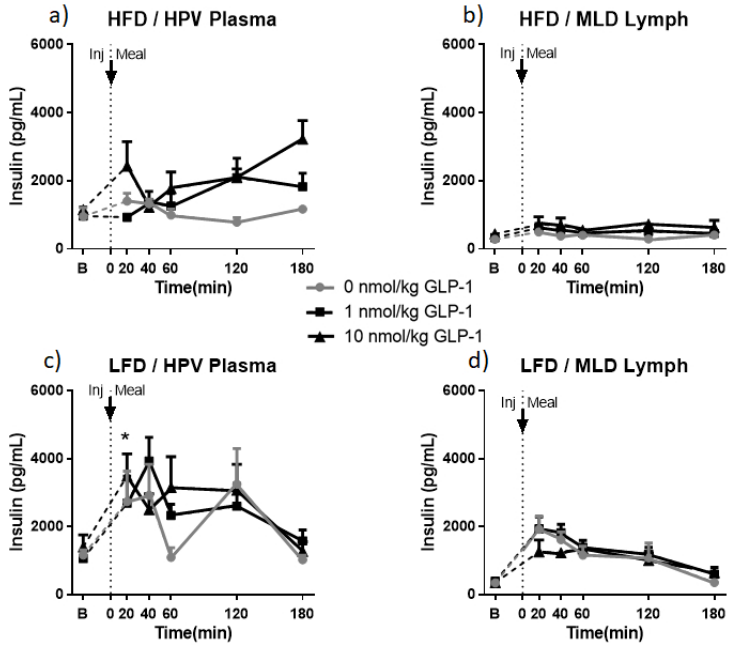 a) HFD / HPV Plasma
6000
4000
2000
0
Insulin (pg/mL)
Inj Meal
B 0 20 40 60 120 180
Time(min)
b) HFD / MLD Lymph
6000
4000
2000
0
Insulin (pg/mL)
Inj Meal
B 0 20 40 60 120 180
Time(min)
0 nmol/kg GLP-1
1 nmol/kg GLP-1
10 nmol/kg GLP-1
c) LFD / HPV Plasma
6000
4000
2000
0
Insulin (pg/mL)
Inj Meal
*
B 0 20 40 60 120 180
Time(min)
d) LFD / MLD Lymph
6000
4000
2000
0
Insulin (pg/mL)
Inj Meal
B 0 20 40 60 120 180
Time(min)